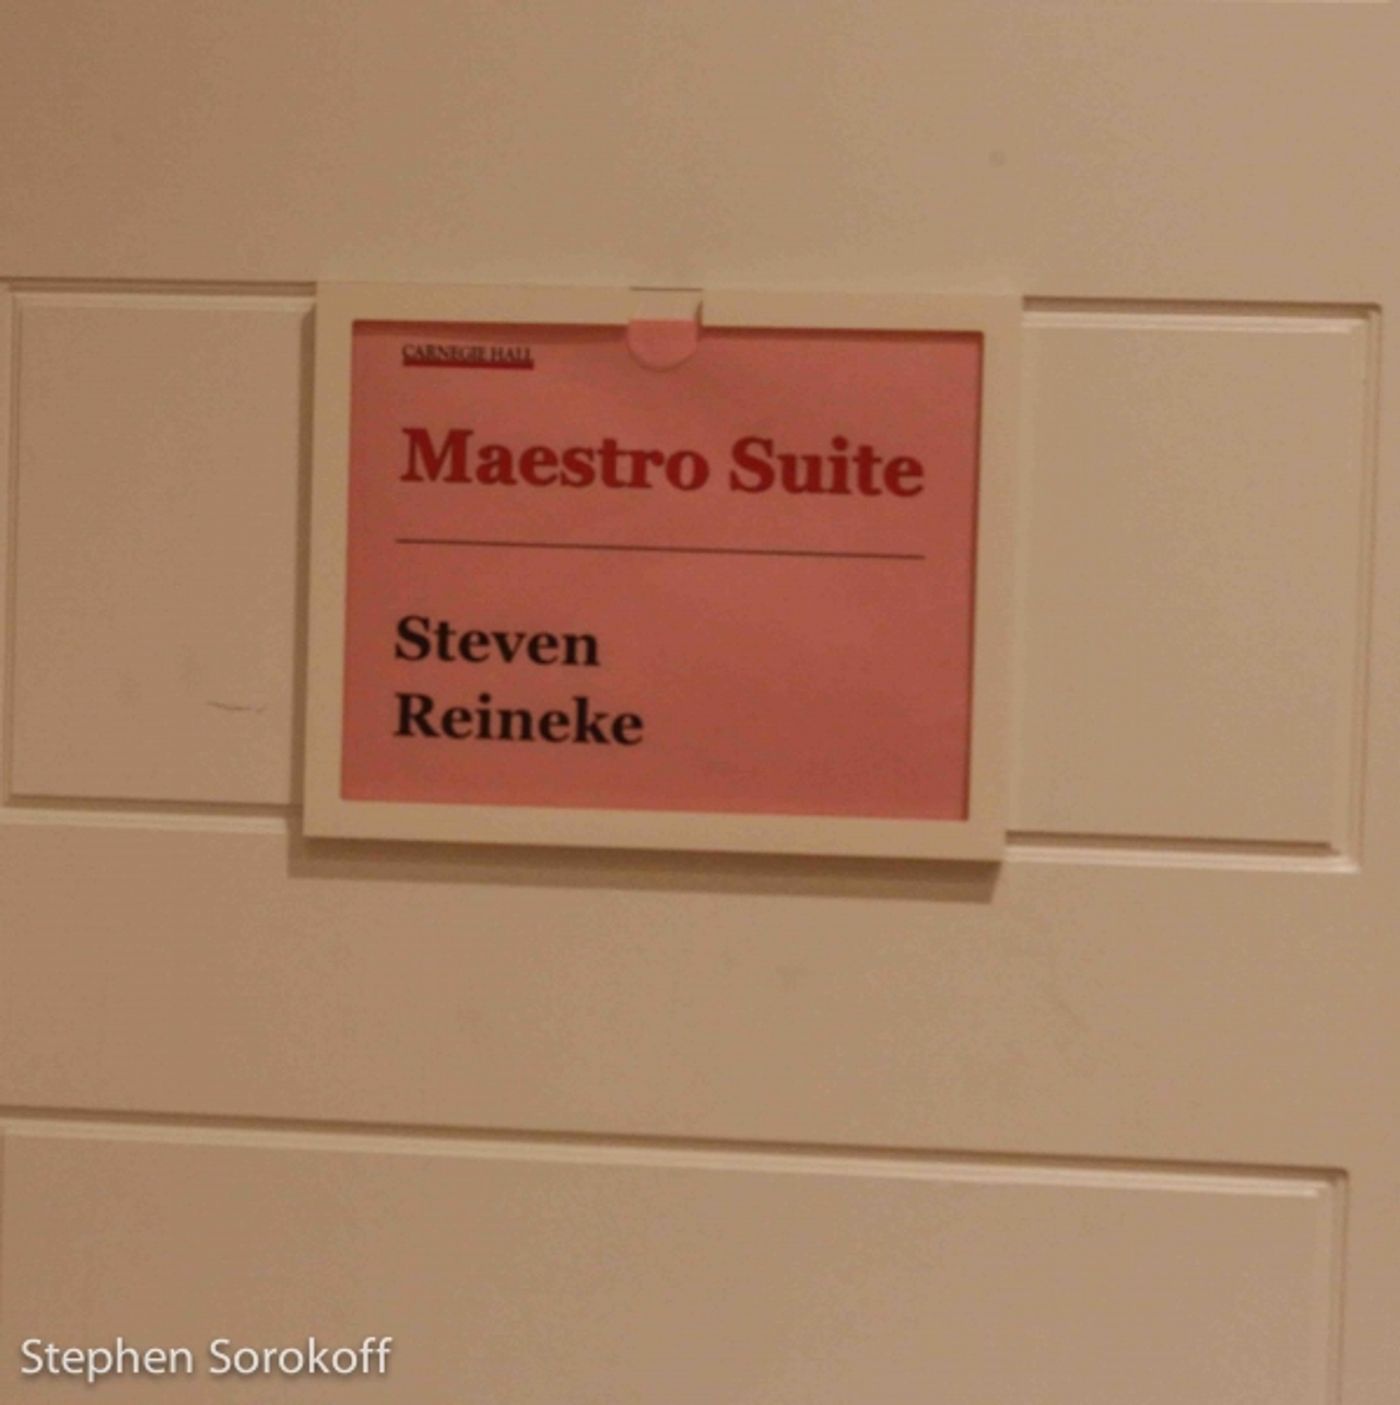 CARNEGIE HALL
Maestro Suite
Steven
Reineke
Stephen Sorokoff